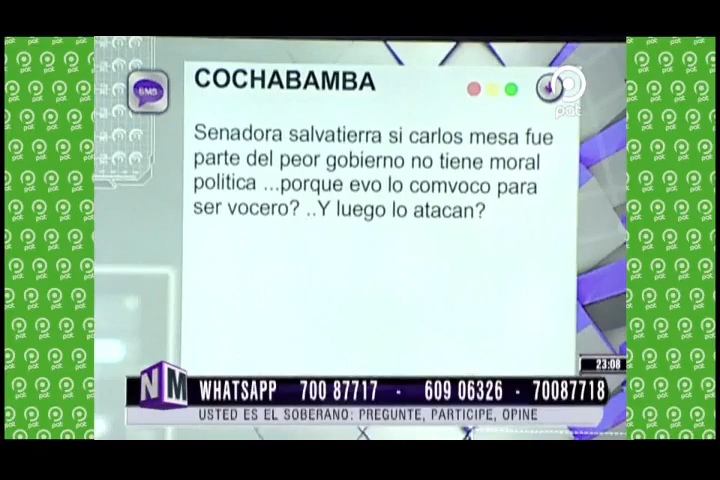 COCHABAMBA
SMS
pat
Senadora salvatierra si carlos mesa fue
parte del peor gobierno no tiene moral
politica ...porque evo lo comvoco para
ser vocero? ..Y luego lo atacan?
23:08
NM
WHATSAPP 700 87717 - 609 06326 - 70087718
USTED ES EL SOBERANO: PREGUNTE, PARTICIPE, OPINE